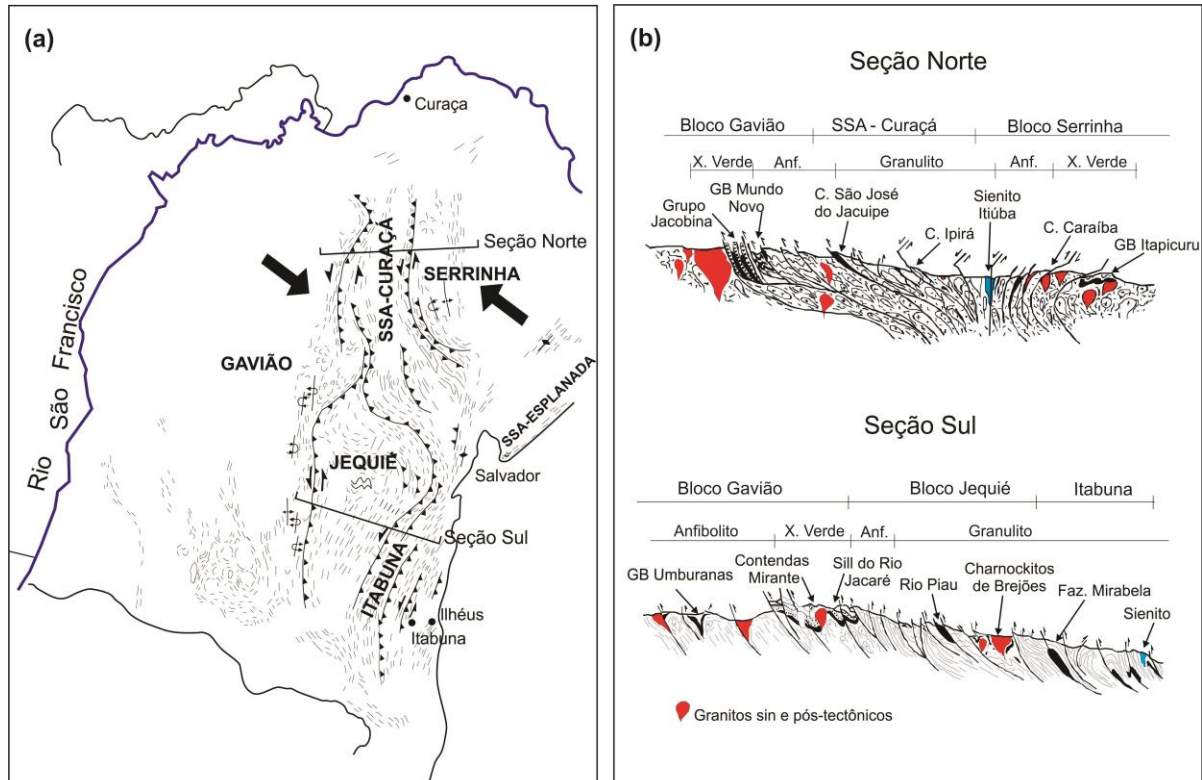 (a)
Curaça
Rio São Francisco
Seção Norte
SSA-CURAÇÁ
SERRINHA
GAVIÃO
SSA-ESPLANADA
JEQUIÉ
Salvador
Seção Sul
ITABUNA
Ilhéus
Itabuna
(b)
Seção Norte
Bloco Gavião
SSA - Curaçá
Bloco Serrinha
X. Verde
Anf.
Granulito
Anf.
X. Verde
GB Mundo
Novo
Grupo
Jacobina
C. São José
do Jacuipe
C. Ipirá
Sienito
Itiúba
C. Caraíba
GB Itapicuru
Seção Sul
Bloco Gavião
Bloco Jequié
Itabuna
Anfibolito
X. Verde
Anf.
Granulito
GB Umburanas
Contendas
Mirante
Sill do Rio
Jacaré
Rio Piau
Charnockitos
de Brejões
Faz. Mirabela
Sienito
Granitos sin e pós-tectônicos